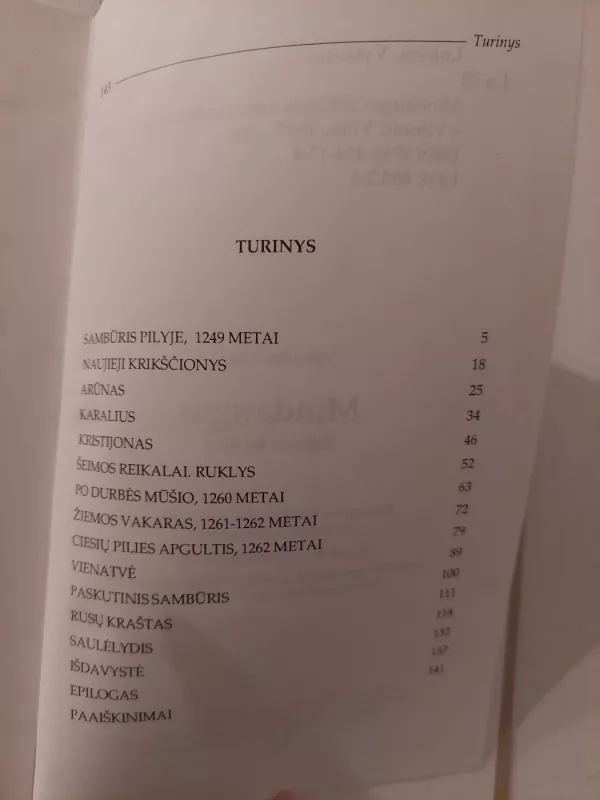 143 Turinys
TURINYS
SAMBŪRIS PILYJE, 1249 METAI 5
NAUJIEJI KRIKŠČIONYS 18
ARŪNAS 25
KARALIUS 34
KRISTIJONAS 46
ŠEIMOS REIKALAI. RUKLYS 52
PO DURBĖS MŪŠIO, 1260 METAI 63
ŽIEMOS VAKARAS, 1261-1262 METAI 72
CIESIŲ PILIES APGULTIS, 1262 METAI 79
VIENATVĖ 89
PASKUTINIS SAMBŪRIS 100
RUSŲ KRAŠTAS 111
SAULĖLYDIS 118
IŠDAVYSTĖ 132
EPILOGAS 137
PAAIŠKINIMAI 141